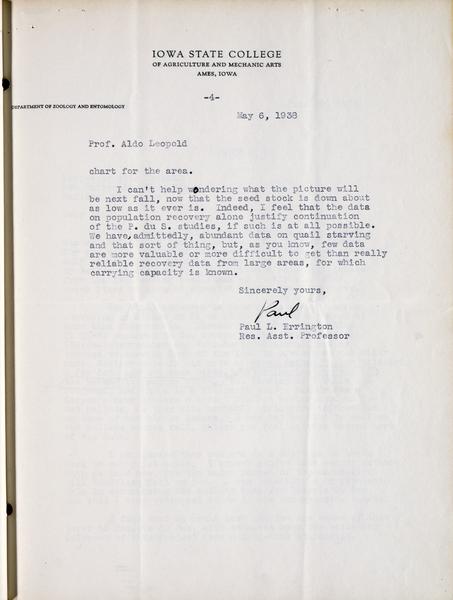 IOWA STATE COLLEGE
OF AGRICULTURE AND MECHANIC ARTS
AMES, IOWA
-4-
DEPARTMENT OF ZOOLOGY AND ENTOMOLOGY
May 6, 1938
Prof. Aldo Leopold
chart for the area.
I can't help wondering what the picture will
be next fall, now that the seed stock is down about
as low as it ever is. Indeed, I feel that the data
on population recovery alone justify continuation
of the P. du S. studies, if such is at all possible.
We have, admittedly, abundant data on quail starving
and that sort of thing, but, as you know, few data
are more valuable or more difficult to get than really
reliable recovery data from large areas, for which
carrying capacity is known.
Sincerely yours,
Paul
Paul L. Errington
Res. Asst. Professor